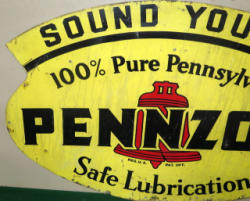 SOUND YOU
100% Pure Pennsylv
PENNZO
Safe Lubrication